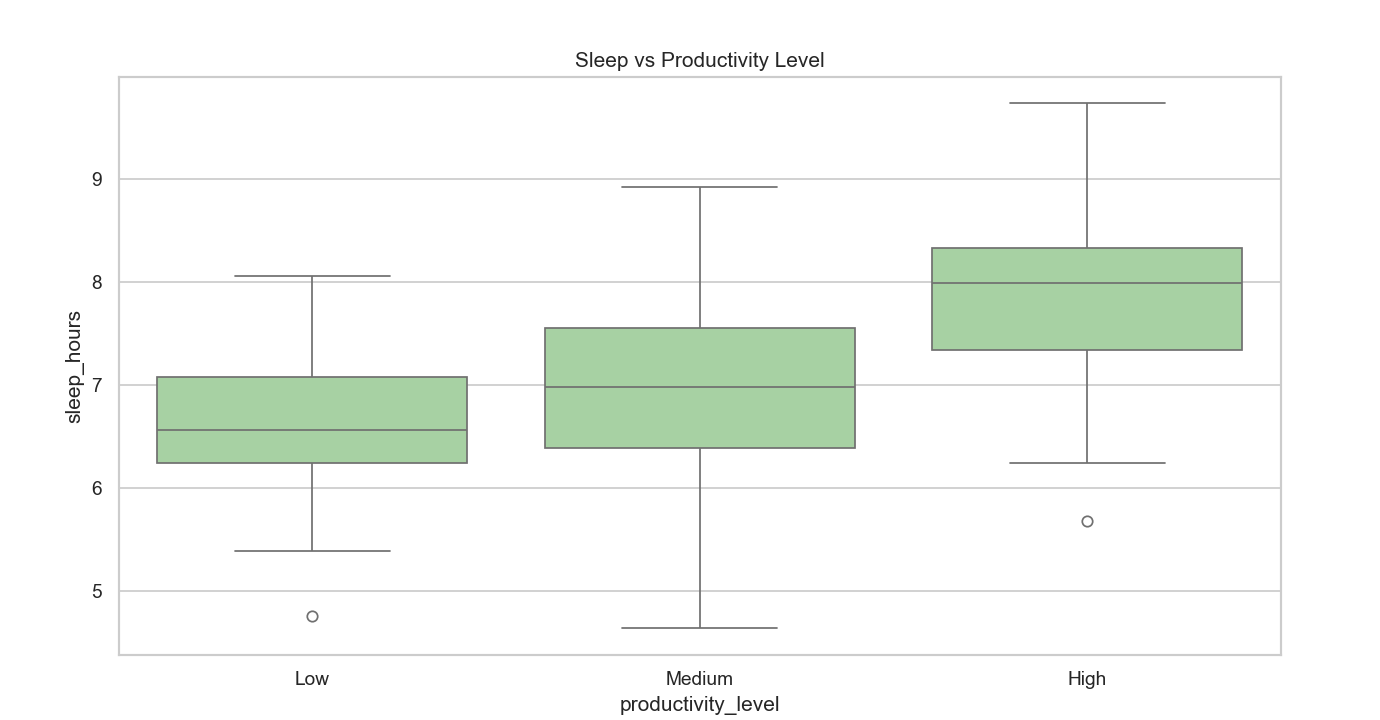 Sleep vs Productivity Level
sleep_hours
9
8
7
6
5
Low Medium High
productivity_level